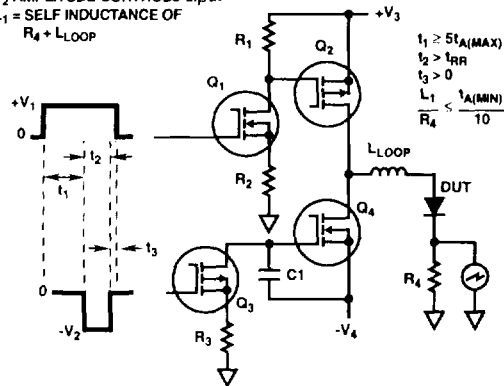 L₁ = SELF INDUCTANCE OF
R₄ + L_LOOP
+V₁
0
t₂
t₁
t₃
0
-V₂
R₁
Q₁
R₂
Q₂
+V₃
Q₃
R₃
C1
Q₄
-V₄
L_LOOP
DUT
R₄
t₁ ≥ 5t_A(MAX)
t₂ > t_RR
t₃ > 0
L₁/R₄ ≤ t_A(MIN)/10